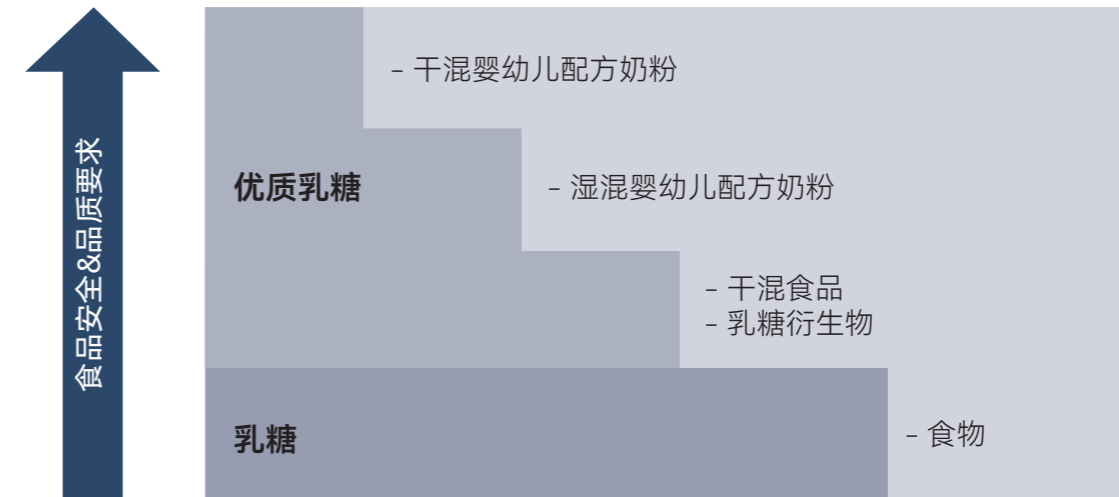 食品安全&品质要求
– 干混婴幼儿配方奶粉
优质乳糖
– 湿混婴幼儿配方奶粉
– 干混食品
– 乳糖衍生物
乳糖
– 食物